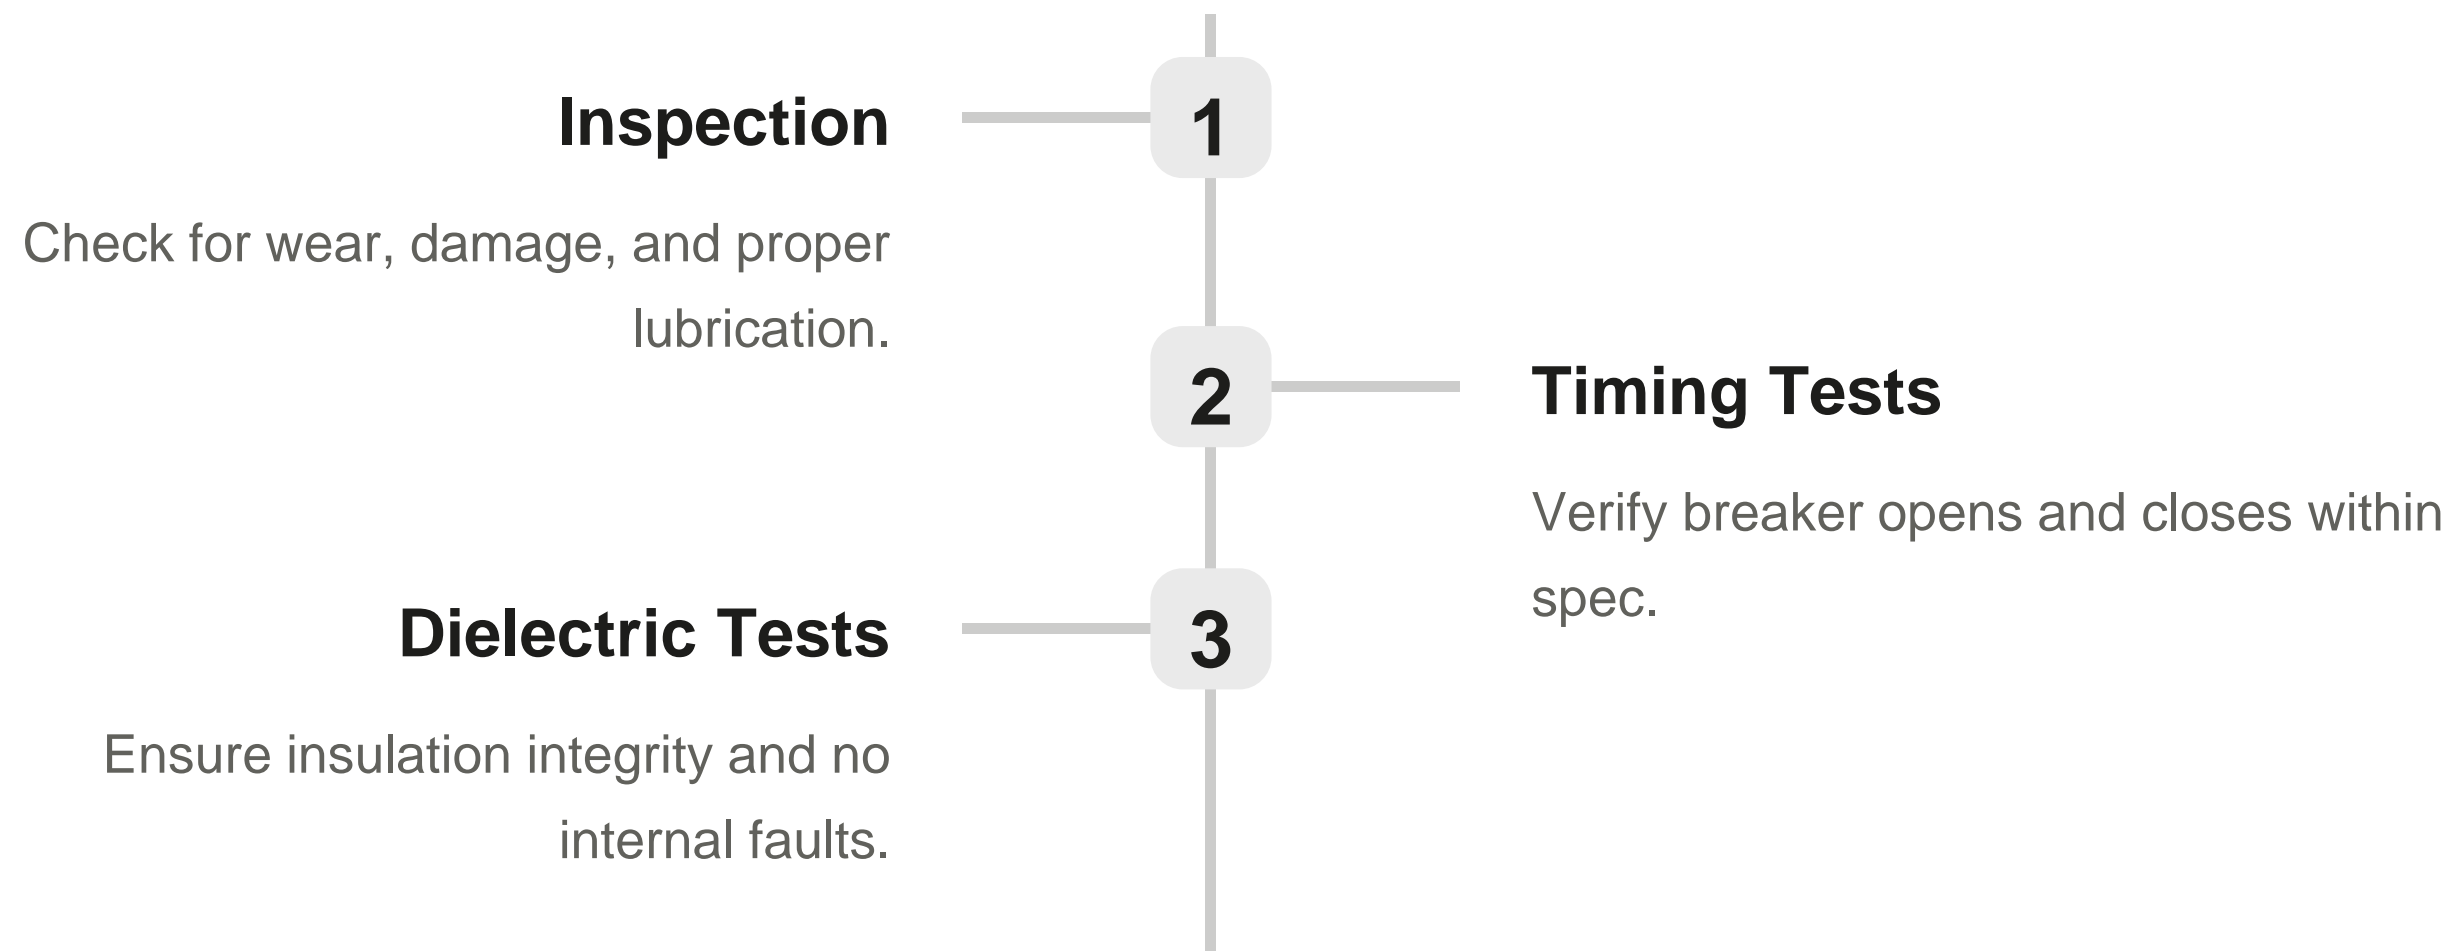 1
Inspection
Check for wear, damage, and proper
lubrication.
2
Timing Tests
Verify breaker opens and closes within
spec.
3
Dielectric Tests
Ensure insulation integrity and no
internal faults.